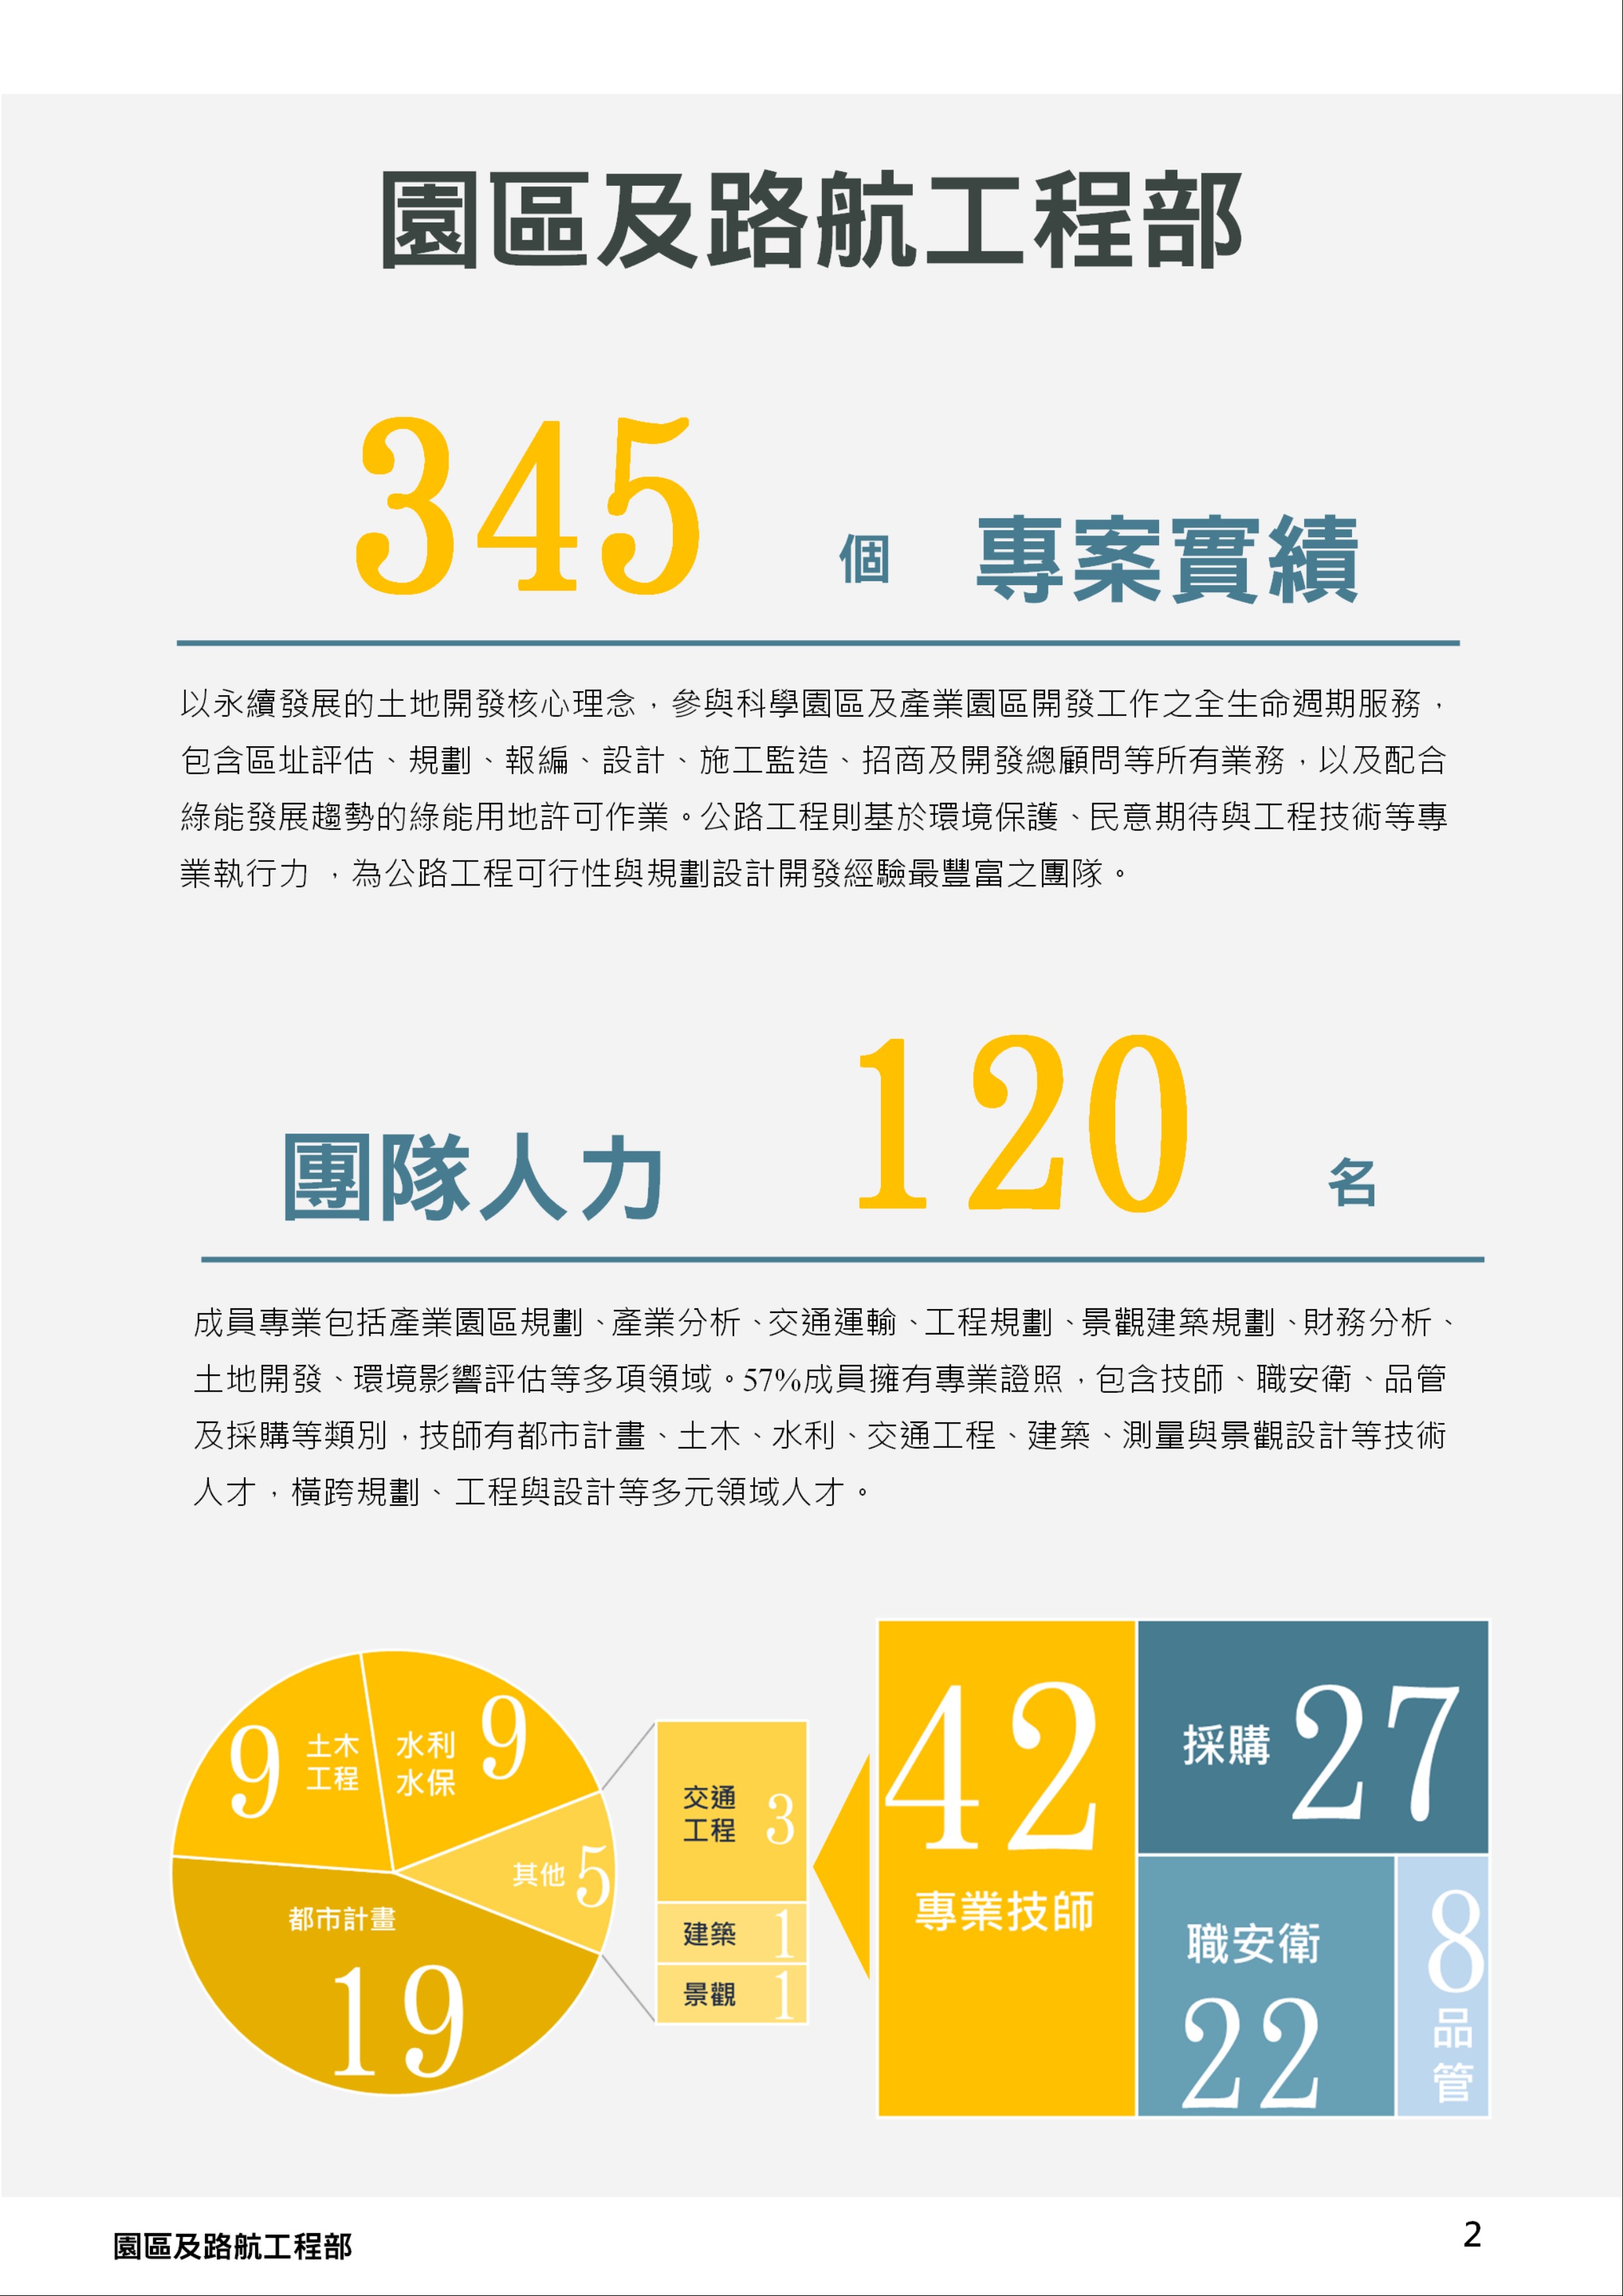 園區及路航工程部
345 個 專案實績
以永續發展的土地開發核心理念，參與科學園區及產業園區開發工作之全生命週期服務，
包含區址評估、規劃、報編、設計、施工監造、招商及開發總顧問等所有業務，以及配合
綠能發展趨勢的綠能用地許可作業。公路工程則基於環境保護、民意期待與工程技術等專
業執行力 ，為公路工程可行性與規劃設計開發經驗最豐富之團隊。
團隊人力 120 名
成員專業包括產業園區規劃、產業分析、交通運輸、工程規劃、景觀建築規劃、財務分析、
土地開發、環境影響評估等多項領域。57%成員擁有專業證照，包含技師、職安衛、品管
及採購等類別，技師有都市計畫、土木、水利、交通工程、建築、測量與景觀設計等技術
人才，橫跨規劃、工程與設計等多元領域人才。
9 土木
工程
水利
水保 9
其他 5
都市計畫
19
交通
工程 3
建築 1
景觀 1
42
專業技師
採購 27
職安衛
22
8
品
管
園區及路航工程部
2